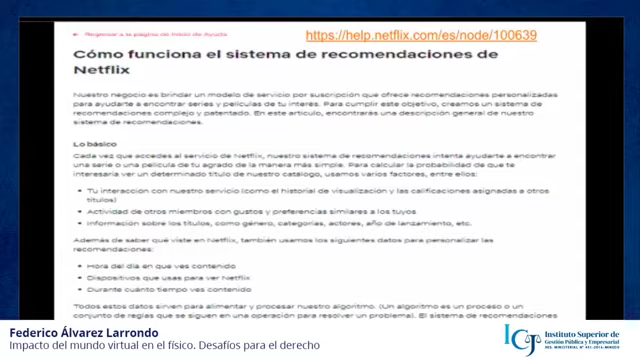 ← Regresar a la página de Inicio de Ayuda
https://help.netflix.com/es/node/100639
Cómo funciona el sistema de recomendaciones de
Netflix
Nuestro negocio es brindar un modelo de servicio por suscripción que ofrece recomendaciones personalizadas
para ayudarte a encontrar series y películas de tu interés. Para cumplir este objetivo, creamos un sistema de
recomendaciones complejo y patentado. En este artículo, encontrarás una descripción general de nuestro
sistema de recomendaciones.
Lo básico
Cada vez que accedes al servicio de Netflix, nuestro sistema de recomendaciones intenta ayudarte a encontrar
una serie o una película de tu agrado de la manera más simple. Para calcular la probabilidad de que te
interesaría ver un determinado título de nuestro catálogo, usamos varios factores, entre ellos:
• Tu interacción con nuestro servicio (como el historial de visualización y las calificaciones asignadas a otros
títulos)
• Actividad de otros miembros con gustos y preferencias similares a los tuyos
• Información sobre los títulos, como género, categorías, actores, año de lanzamiento, etc.
Además de saber qué viste en Netflix, también usamos los siguientes datos para personalizar las
recomendaciones:
• Hora del día en que ves contenido
• Dispositivos que usas para ver Netflix
• Durante cuánto tiempo ves contenido
Todos estos datos sirven para alimentar y procesar nuestro algoritmo. (Un algoritmo es un proceso o un
conjunto de reglas que se siguen en una operación para resolver un problema). El sistema de recomendaciones
Federico Álvarez Larrondo
Impacto del mundo virtual en el físico. Desafíos para el derecho
Instituto Superior de
Gestión Pública y Empresarial